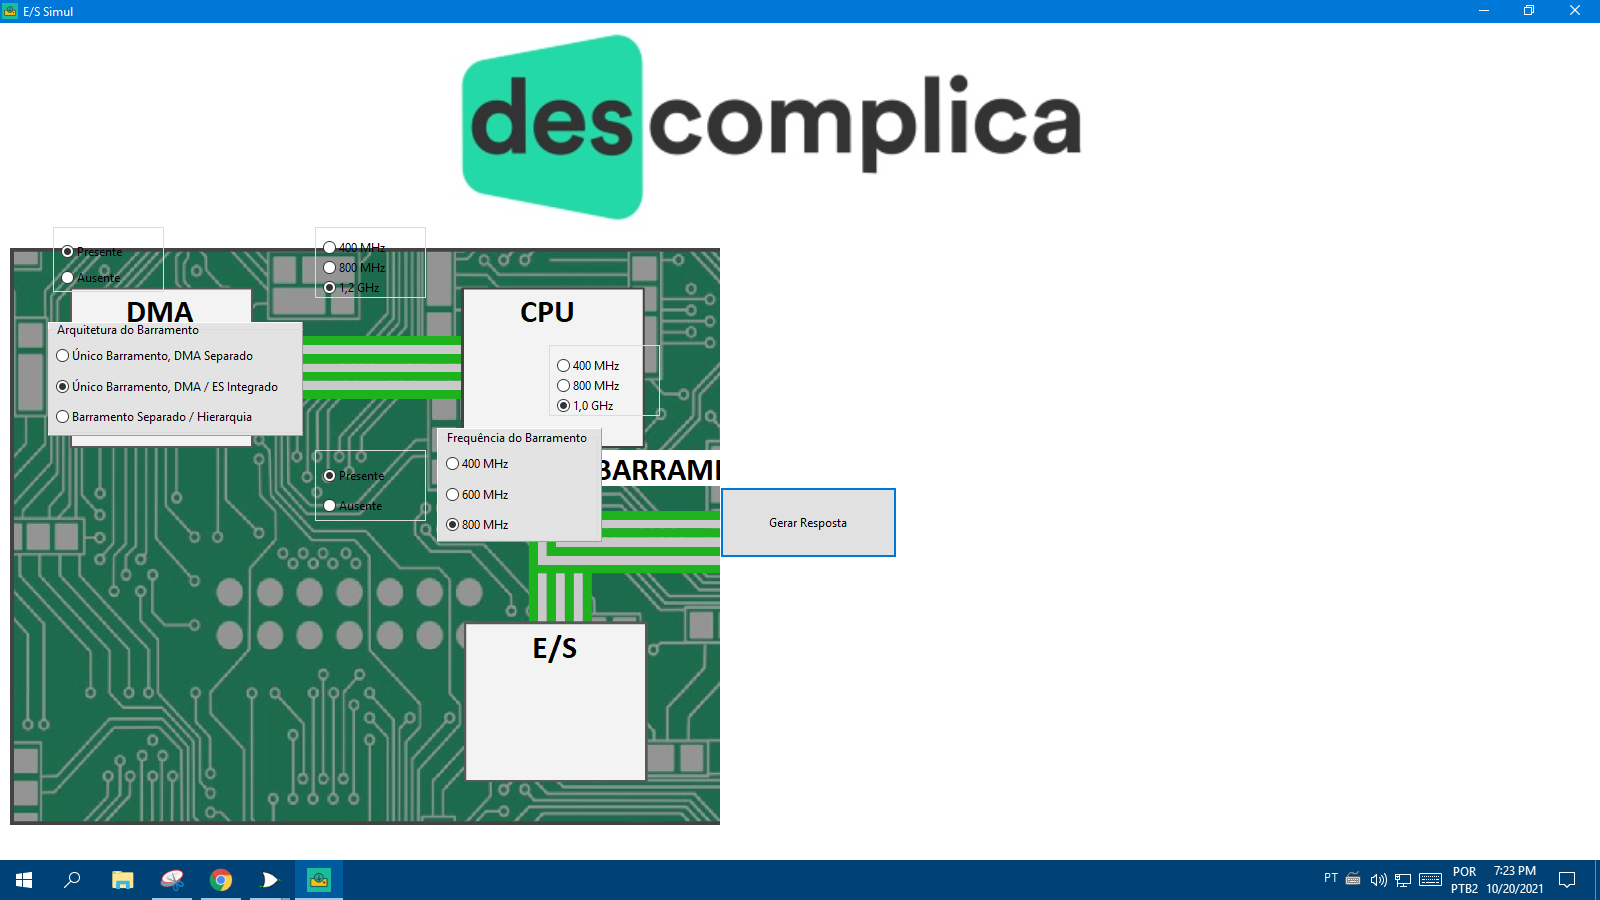 E/S Simul
descomplica
Presente
Ausente
400 MHz
800 MHz
1,2 GHz
DMA
CPU
Arquitetura do Barramento
Único Barramento, DMA Separado
Único Barramento, DMA / ES Integrado
Barramento Separado / Hierarquia
400 MHz
800 MHz
1,0 GHz
Presente
Ausente
Frequência do Barramento
400 MHz
600 MHz
800 MHz
BARRAM
Gerar Resposta
E/S
PT
POR
PTB2
7:23 PM
10/20/2021